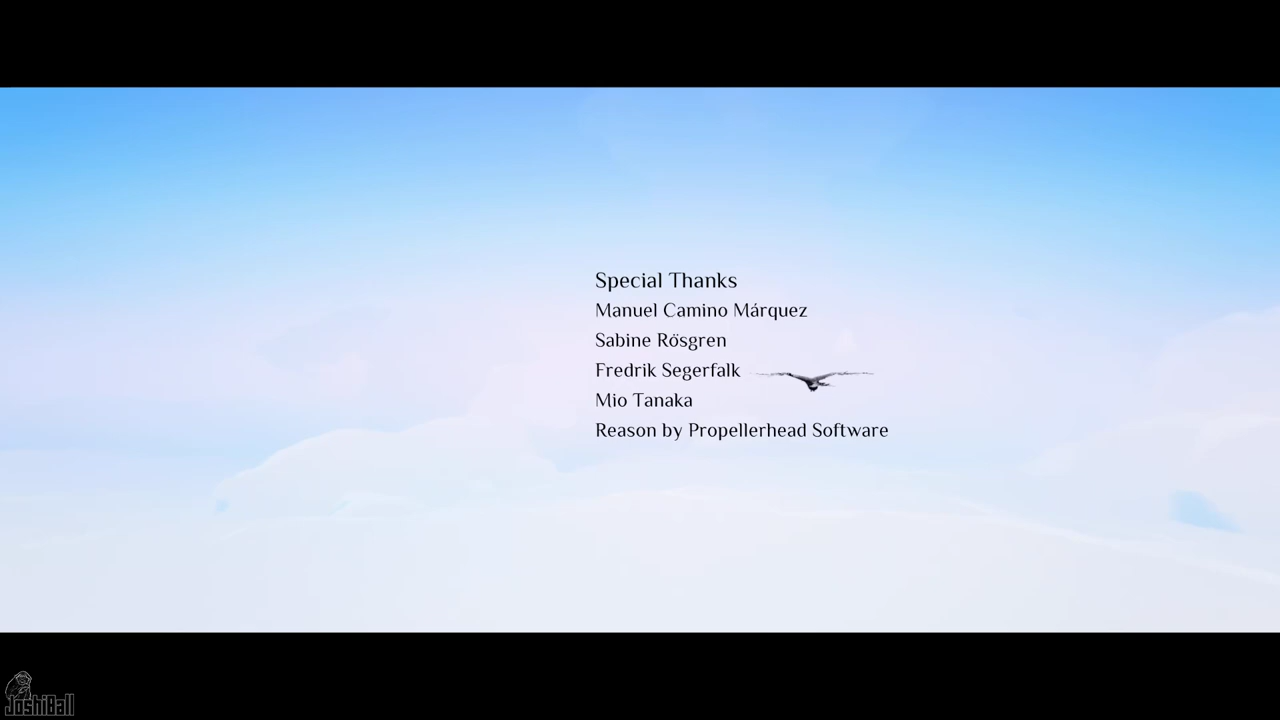 Special Thanks
Manuel Camino Márquez
Sabine Rösgren
Fredrik Segerfalk
Mio Tanaka
Reason by Propellerhead Software
JoshiBall